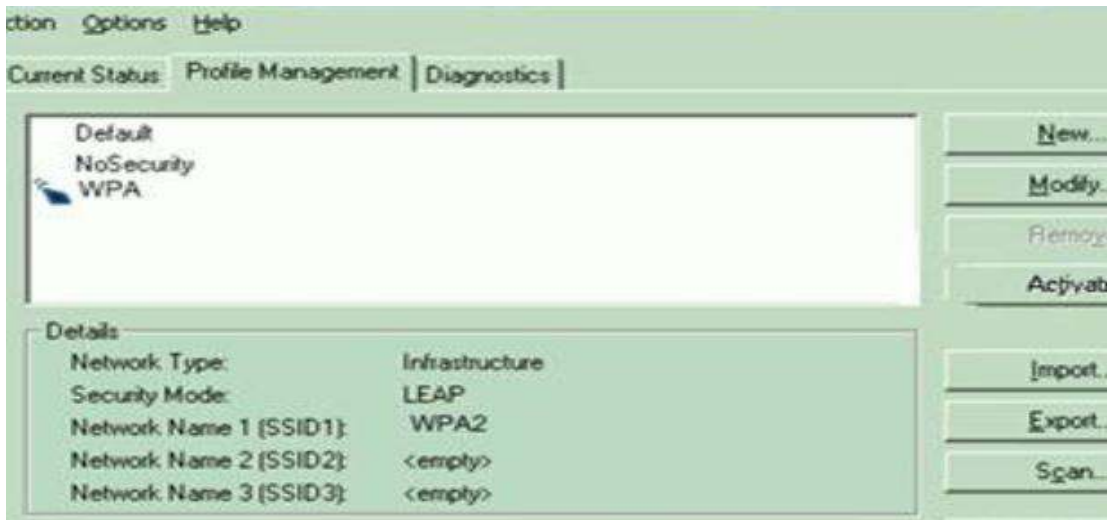 ction Options Help
Current Status Profile Management Diagnostics
Default
NoSecurity
WPA
New...
Modify..
Remov
Activat
Details
Network Type: Infrastructure
Security Mode: LEAP
Network Name 1 (SSID1): WPA2
Network Name 2 (SSID2): <empty>
Network Name 3 (SSID3): <empty>
Import..
Export..
Scan...